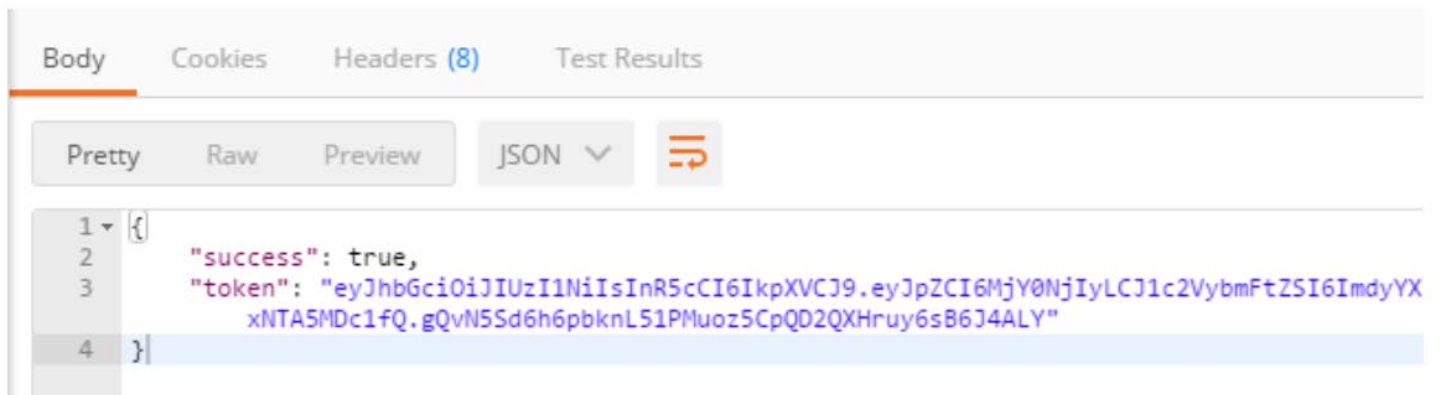 Body Cookies Headers (8) Test Results
Pretty Raw Preview JSON
1 {
2 "success": true,
3 "token": "eyJhbGciOiJIUzI1NiIsInR5cCI6IkpXVCJ9.eyJpZCI6MjY0NjIyLCJ1c2VybmFtZSI6ImdyYX
xNTA5MDc1fQ.gQvN5Sd6h6pbknL51PMuoz5CpQD2QXHruy6sB6J4ALY"
4 }